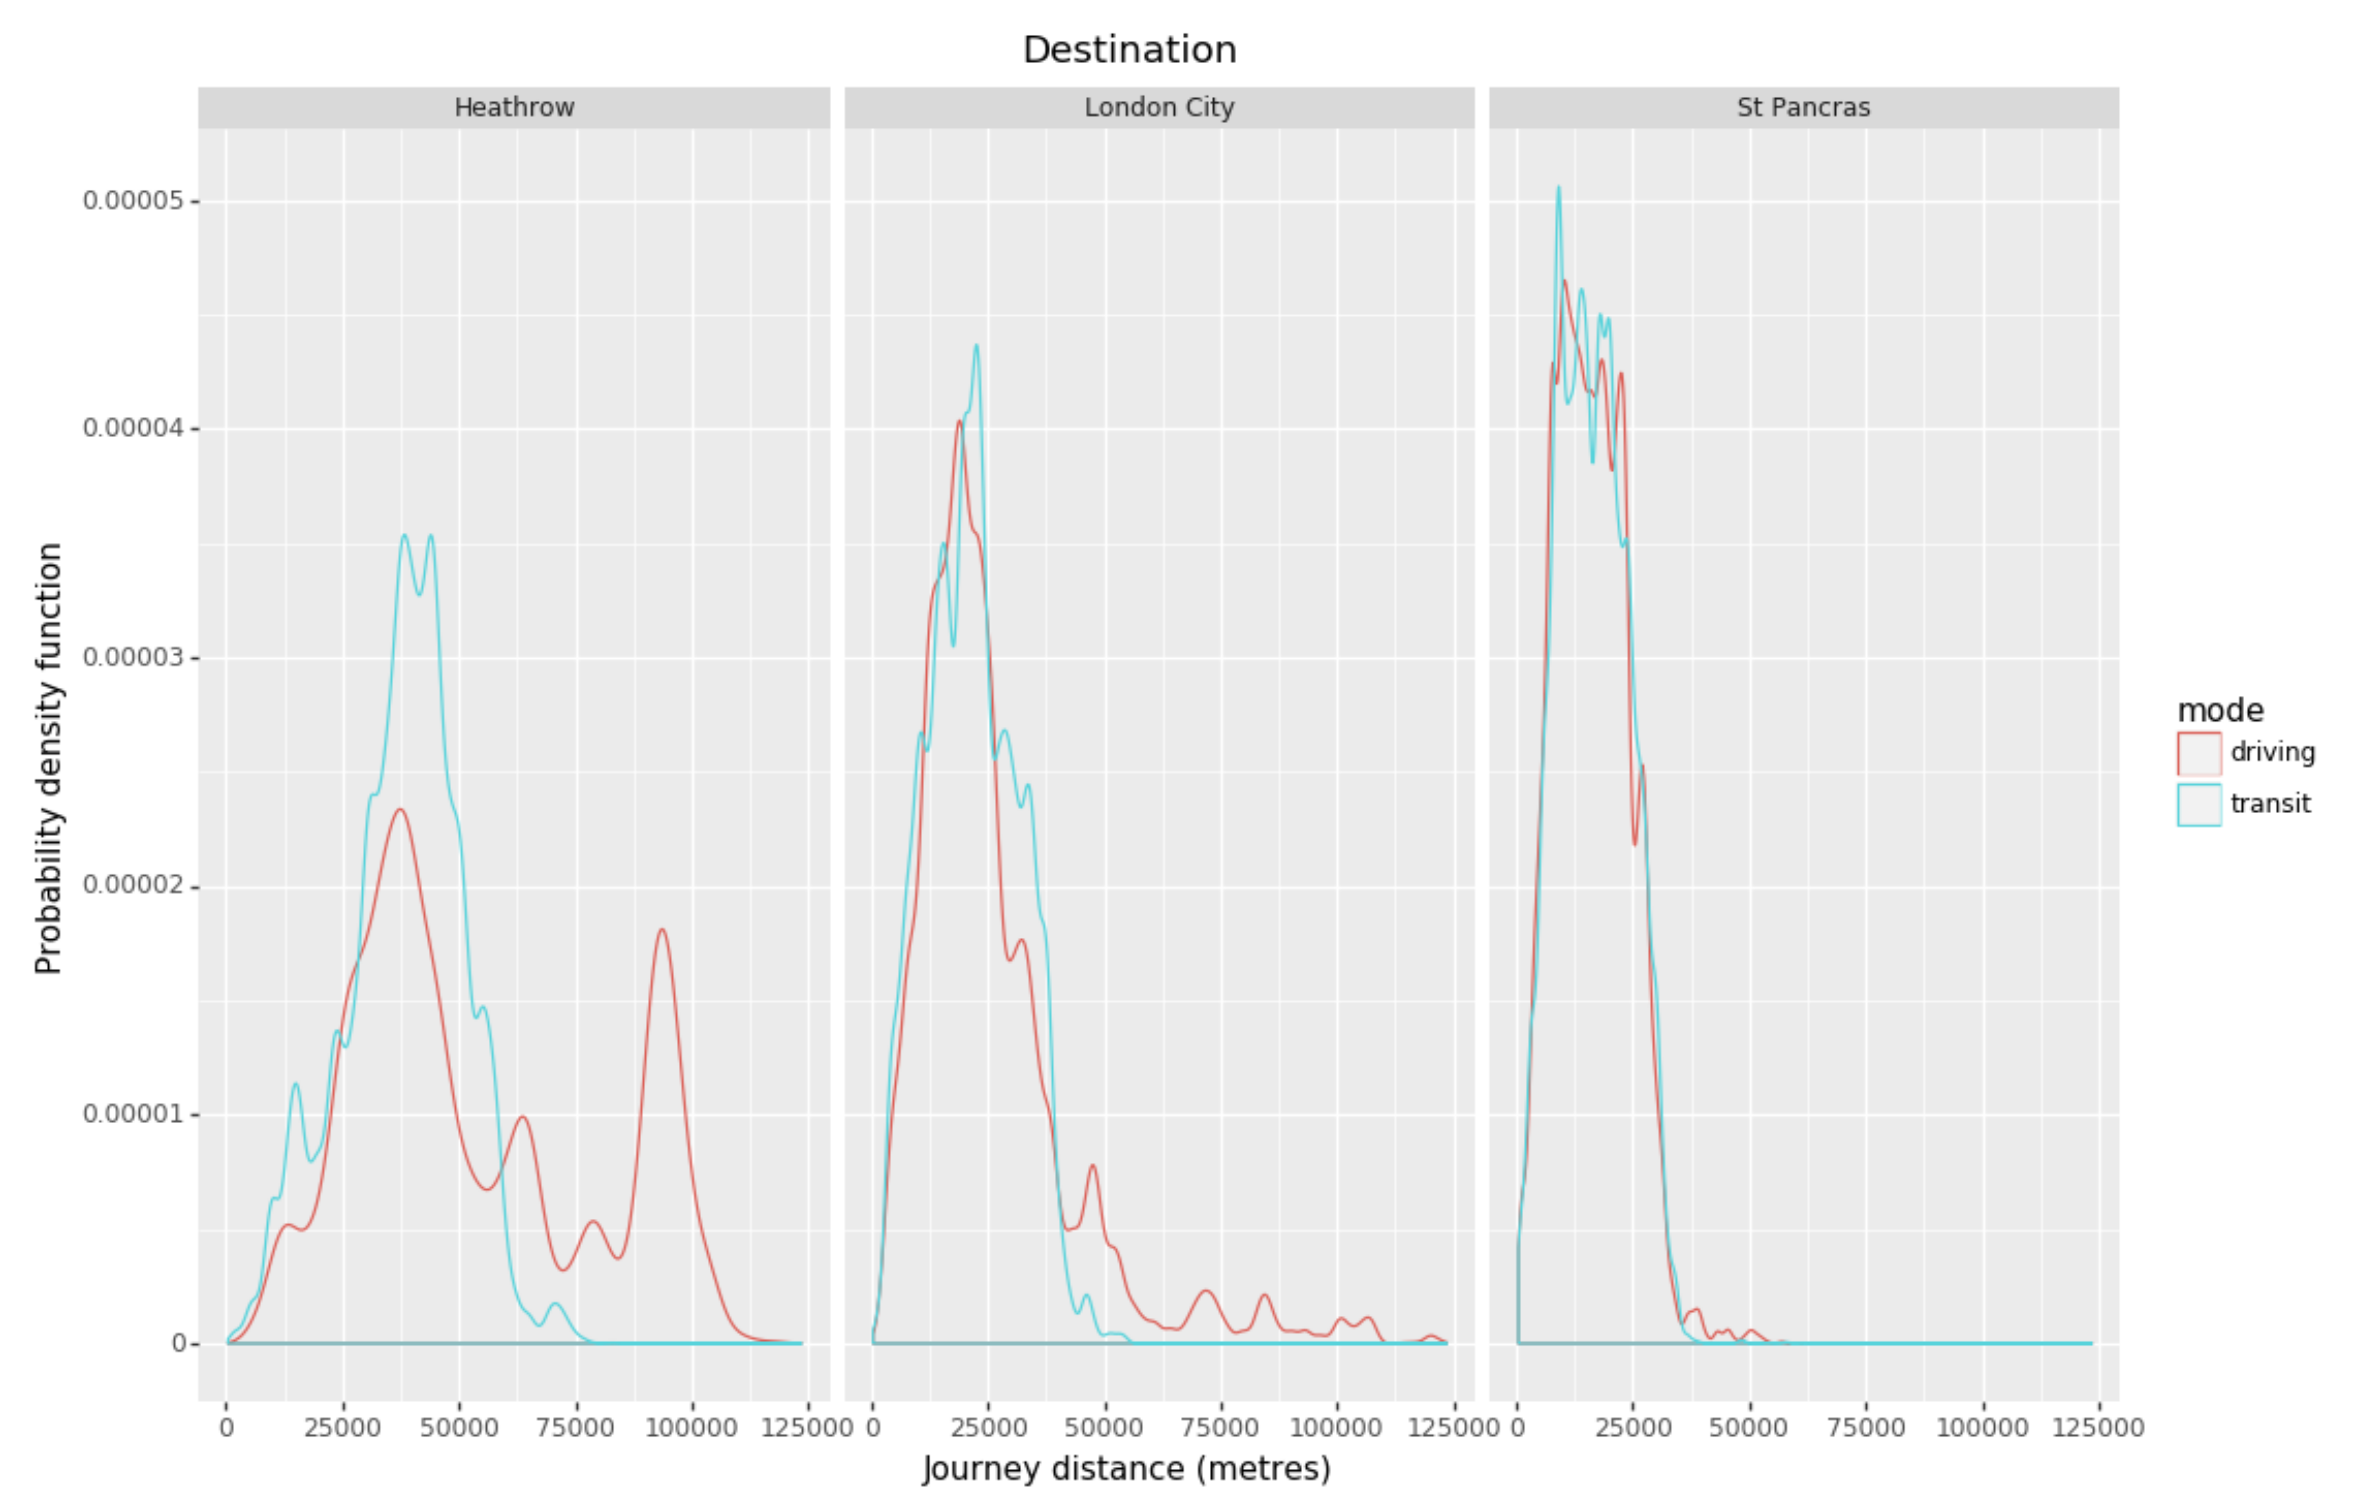 Destination
Heathrow London City St Pancras
0.00005
0.00004
0.00003
0.00002
0.00001
0
Probability density function
0 25000 50000 75000 100000 125000 0 25000 50000 75000 100000 125000 0 25000 50000 75000 100000 125000
Journey distance (metres)
mode
driving
transit